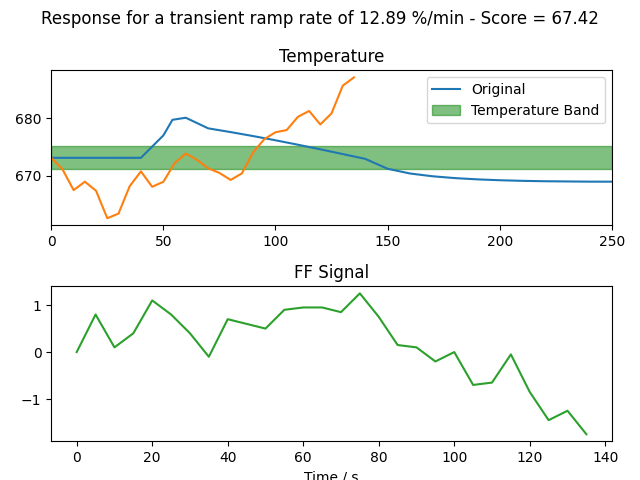 Response for a transient ramp rate of 12.89 %/min - Score = 67.42
Temperature
Original
Temperature Band
680
670
0 50 100 150 200 250
FF Signal
1
0
−1
0 20 40 60 80 100 120 140
Time / s